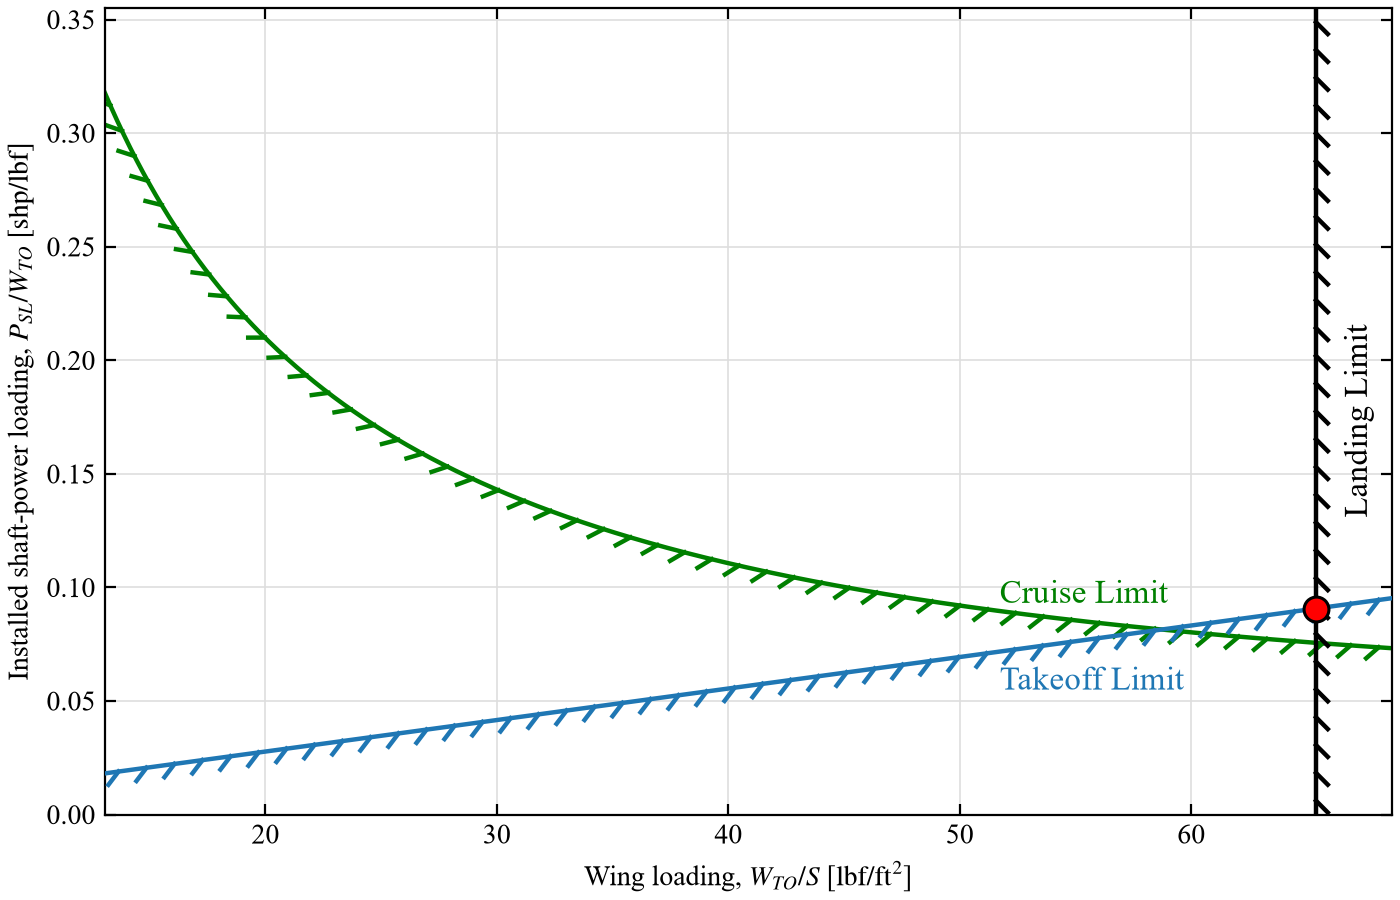 0.35
0.30
0.25
0.20
0.15
0.10
0.05
0.00
Installed shaft-power loading, P_SL/W_TO [shp/lbf]
Landing Limit
Cruise Limit
Takeoff Limit
20 30 40 50 60
Wing loading, W_TO/S [lbf/ft²]